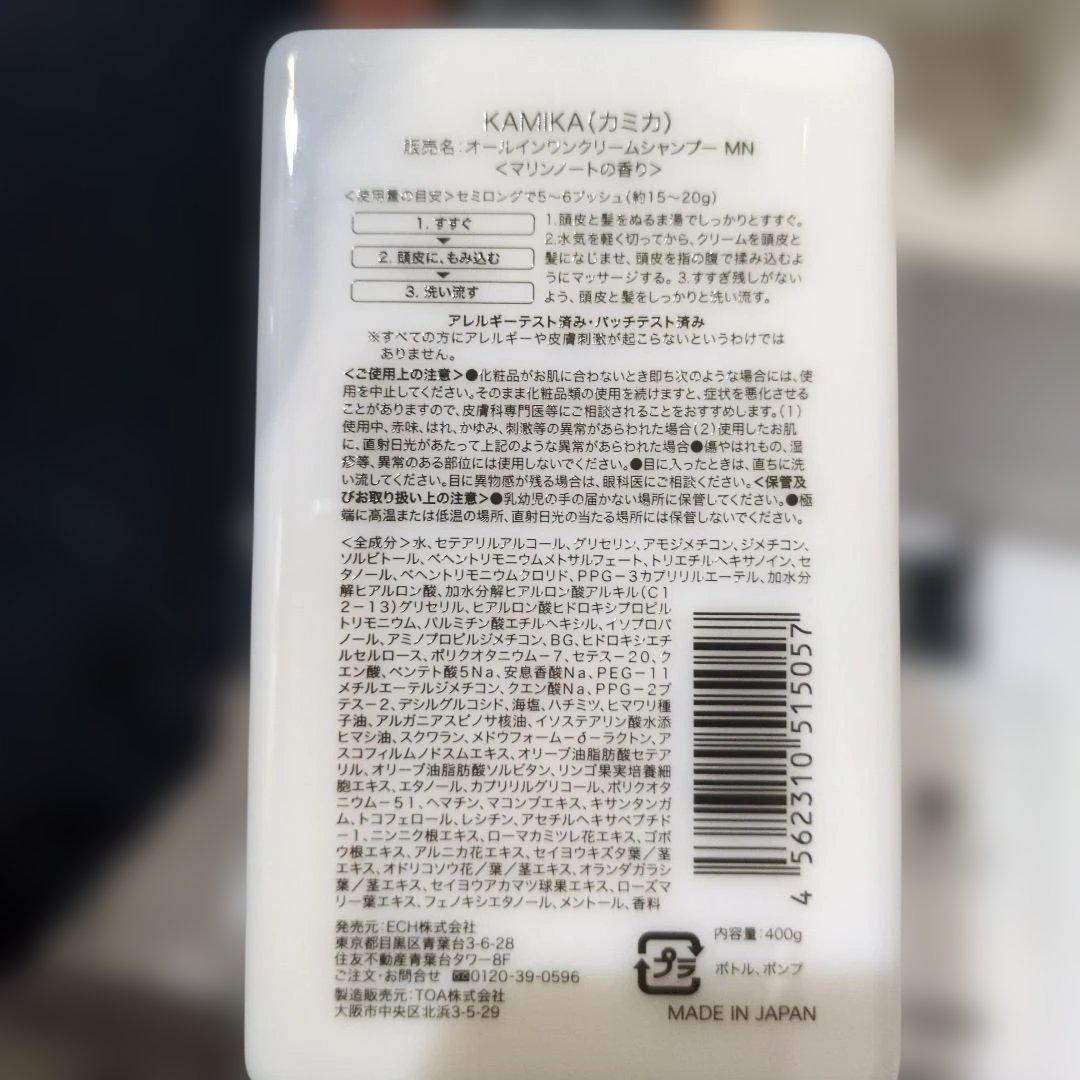 KAMIKA(カミカ)
販売名:オールインワンクリームシャンプー MN
<マリンノートの香り>
<使用量の目安>セミロングで5〜6プッシュ(約15〜20g)
1. すすぐ
2. 頭皮に、もみ込む
3. 洗い流す
1.頭皮と髪をぬるま湯でしっかりとすすぐ。
2.水気を軽く切ってから、クリームを頭皮と
髪になじませ、頭皮を指の腹で揉み込むよ
うにマッサージする。3.すすぎ残しがない
よう、頭皮と髪をしっかりと洗い流す。
アレルギーテスト済み・パッチテスト済み
※すべての方にアレルギーや皮膚刺激が起こらないというわけでは
ありません。
<ご使用上の注意>●化粧品がお肌に合わないとき即ち次のような場合には、使
用を中止してください。そのまま化粧品類の使用を続けますと、症状を悪化させる
ことがありますので、皮膚科専門医等にご相談されることをおすすめします。(1)
使用中、赤味、はれ、かゆみ、刺激等の異常があらわれた場合(2)使用したお肌
に、直射日光があたって上記のような異常があらわれた場合●傷やはれもの、湿
疹等、異常のある部位には使用しないでください。●目に入ったときは、直ちに洗
い流してください。目に異物感が残る場合は、眼科医にご相談ください。<保管及
びお取り扱い上の注意>●乳幼児の手の届かない場所に保管してください。●極
端に高温または低温の場所、直射日光の当たる場所には保管しないでください。
<全成分>水、セテアリルアルコール、グリセリン、アモジメチコン、ジメチコン、
ソルビトール、ベヘントリモニウムメトサルフェート、トリエチルヘキサノイン、セ
タノール、ベヘントリモニウムクロリド、PPG-3カプリリルエーテル、加水分
解ヒアルロン酸、加水分解ヒアルロン酸アルキル(C1
2-13)グリセリル、ヒアルロン酸ヒドロキシプロピル
トリモニウム、パルミチン酸エチルヘキシル、イソプロパ
ノール、アミノプロピルジメチコン、BG、ヒドロキシエチ
ルセルロース、ポリクオタニウム-7、セテス-20、ク
エン酸、ペンテト酸5Na、安息香酸Na、PEG-11
メチルエーテルジメチコン、クエン酸Na、PPG-2ブ
テス-2、デシルグルコシド、海塩、ハチミツ、ヒマワリ種
子油、アルガニアスピノサ核油、イソステアリン酸水添
ヒマシ油、スクワラン、メドウフォーム-δ-ラクトン、ア
スコフィルムノドスムエキス、オリーブ油脂肪酸セテア
リル、オリーブ油脂肪酸ソルビタン、リンゴ果実培養細
胞エキス、エタノール、カプリリルグリコール、ポリクオタ
ニウム-51、ヘマチン、マコンブエキス、キサンタンガ
ム、トコフェロール、レシチン、アセチルヘキサペプチド
-1、ニンニク根エキス、ローマカミツレ花エキス、ゴボ
ウ根エキス、アルニカ花エキス、セイヨウキズタ葉/茎
エキス、オドリコソウ花/葉/茎エキス、オランダガラシ
葉/茎エキス、セイヨウアカマツ球果エキス、ローズマ
リー葉エキス、フェノキシエタノール、メントール、香料
4 562310 515057
発売元:ECH株式会社
東京都目黒区青葉台3-6-28
住友不動産青葉台タワー8F
ご注文・お問合せ 0120-39-0596
製造販売元:TOA株式会社
大阪市中央区北浜3-5-29
プラ
内容量:400g
ボトル、ポンプ
MADE IN JAPAN